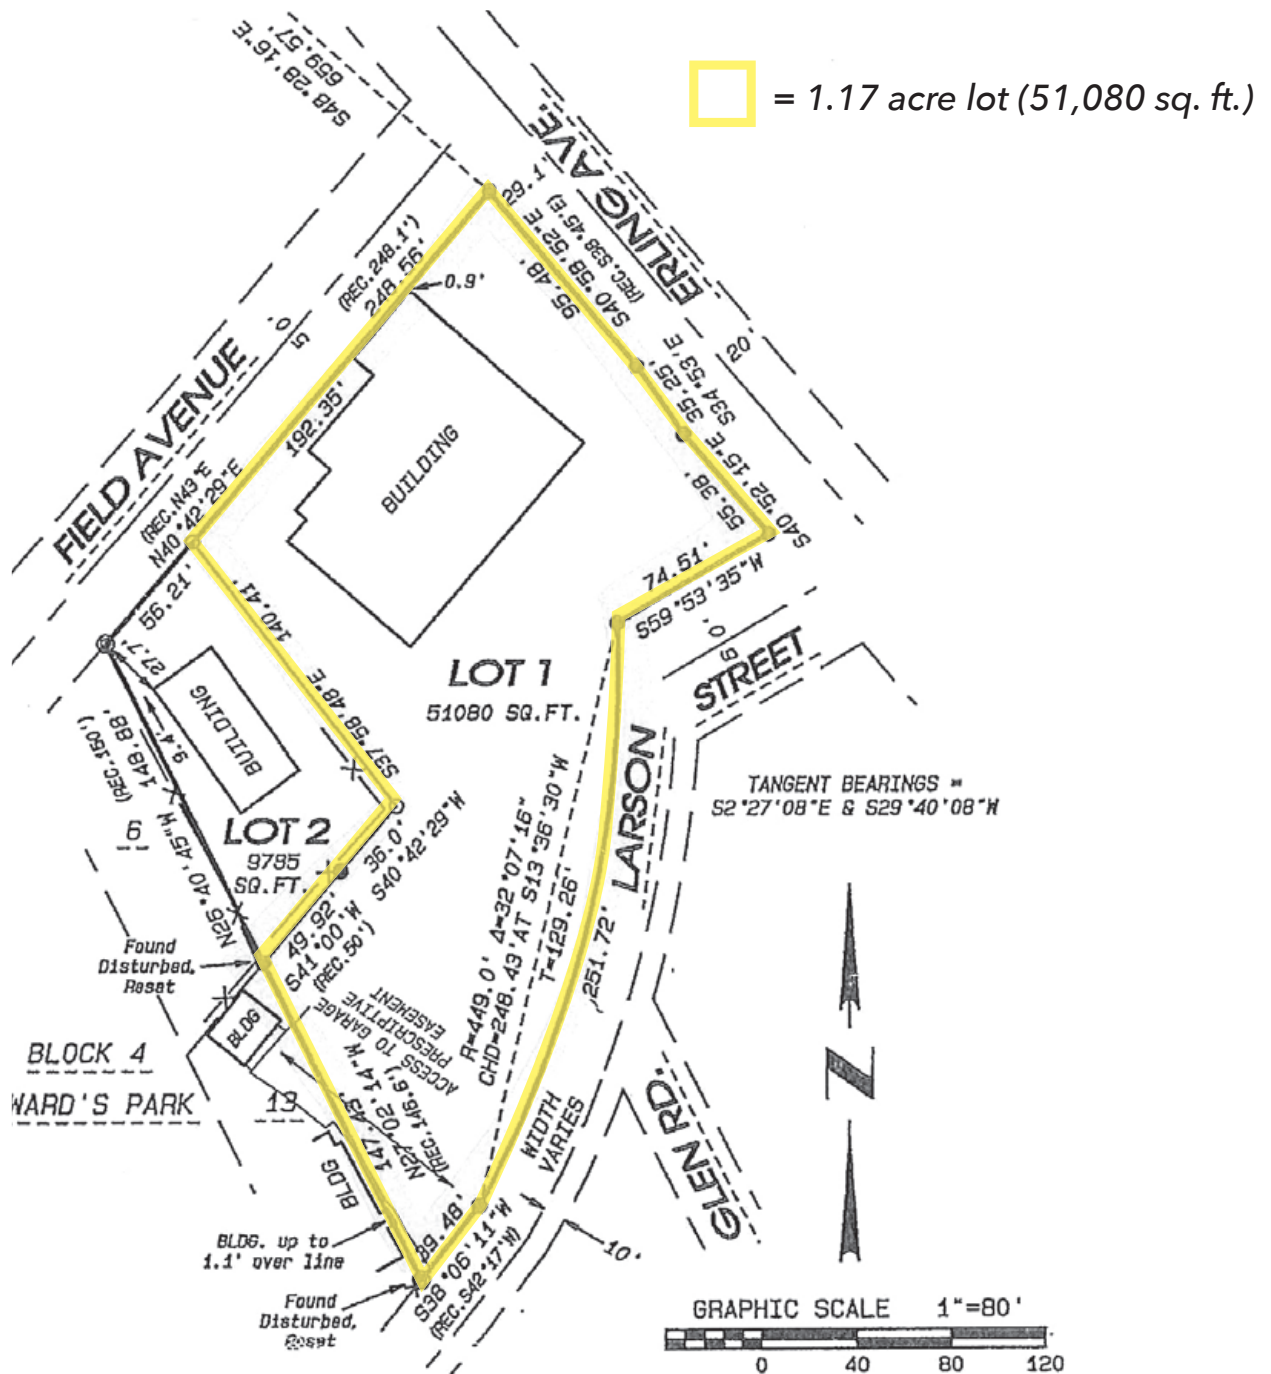 S48°28'16"E
659.57'
= 1.17 acre lot (51,080 sq. ft.)
ERLING AVE.
29.1'
S40°58'52"E
(REC. S38°45'E)
95.48'
(REC. 248.1')
248.56'
0.9'
20'
35.25'
S34°53'E
S40°52'15"E
55.38'
FIELD AVENUE
50'
192.35'
BUILDING
(REC. N43°E
N40°42'29"E
56.21'
140.41'
S37°58'48"E
74.51'
S59°53'35"W
60'
STREET
27.7'
BUILDING
9.4'
148.88'
(REC. 150')
N25°40'45"W
LOT 1
51080 SQ.FT.
LARSON
TANGENT BEARINGS =
S2°27'08"E & S29°40'08"W
6
LOT 2
9785
SQ.FT.
36.0'
S40°42'29"W
49.92'
S41°00'W
(REC. 50')
Found
Disturbed,
Reset
R=449.0' Δ=32°07'16"
CHD=248.43'AT S13°36'30"W
T=129.26'
251.72'
ACCESS TO GARAGE
PRESCRIPTIVE
EASEMENT
BLDG
BLOCK 4
WARD'S PARK
13
147.43'
N27°02'14"W
(REC. 146.6')
BLDG
WIDTH
VARIES
GLEN RD.
N
39.48'
S38°06'11"W
(REC. S42°17'W)
10'
BLDG. up to
1.1' over line
Found
Disturbed,
Reset
GRAPHIC SCALE 1"=80'
0 40 80 120